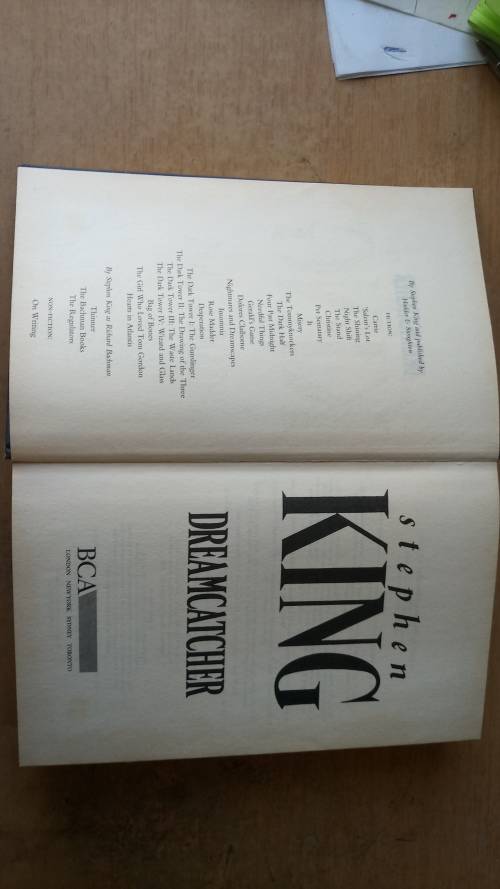 By Stephen King and published by
Hodder & Stoughton
FICTION:
Carrie
'Salem's Lot
The Shining
Night Shift
The Stand
Christine
Pet Sematary
It
Misery
The Tommyknockers
The Dark Half
Four Past Midnight
Needful Things
Gerald's Game
Dolores Claiborne
Nightmares and Dreamscapes
Insomnia
Rose Madder
Desperation
The Dark Tower I: The Gunslinger
The Dark Tower II: The Drawing of the Three
The Dark Tower III: The Waste Lands
The Dark Tower IV: Wizard and Glass
Bag of Bones
The Girl Who Loved Tom Gordon
Hearts in Atlantis
By Stephen King as Richard Bachman
Thinner
The Bachman Books
The Regulators
NON-FICTION:
On Writing
stephen
KING
DREAMCATCHER
BCA
LONDON NEW YORK SYDNEY TORONTO